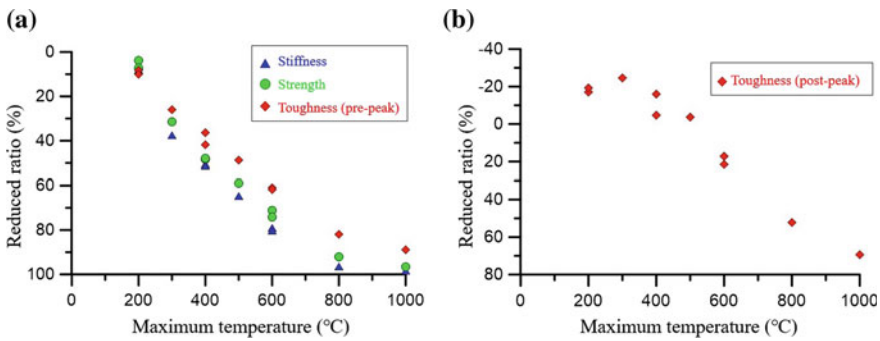 (a)
Reduced ratio (%)
0
20
40
60
80
100
Stiffness
Strength
Toughness (pre-peak)
0 200 400 600 800 1000
Maximum temperature (°C)
(b)
Reduced ratio (%)
-40
-20
0
20
40
60
80
Toughness (post-peak)
0 200 400 600 800 1000
Maximum temperature (°C)